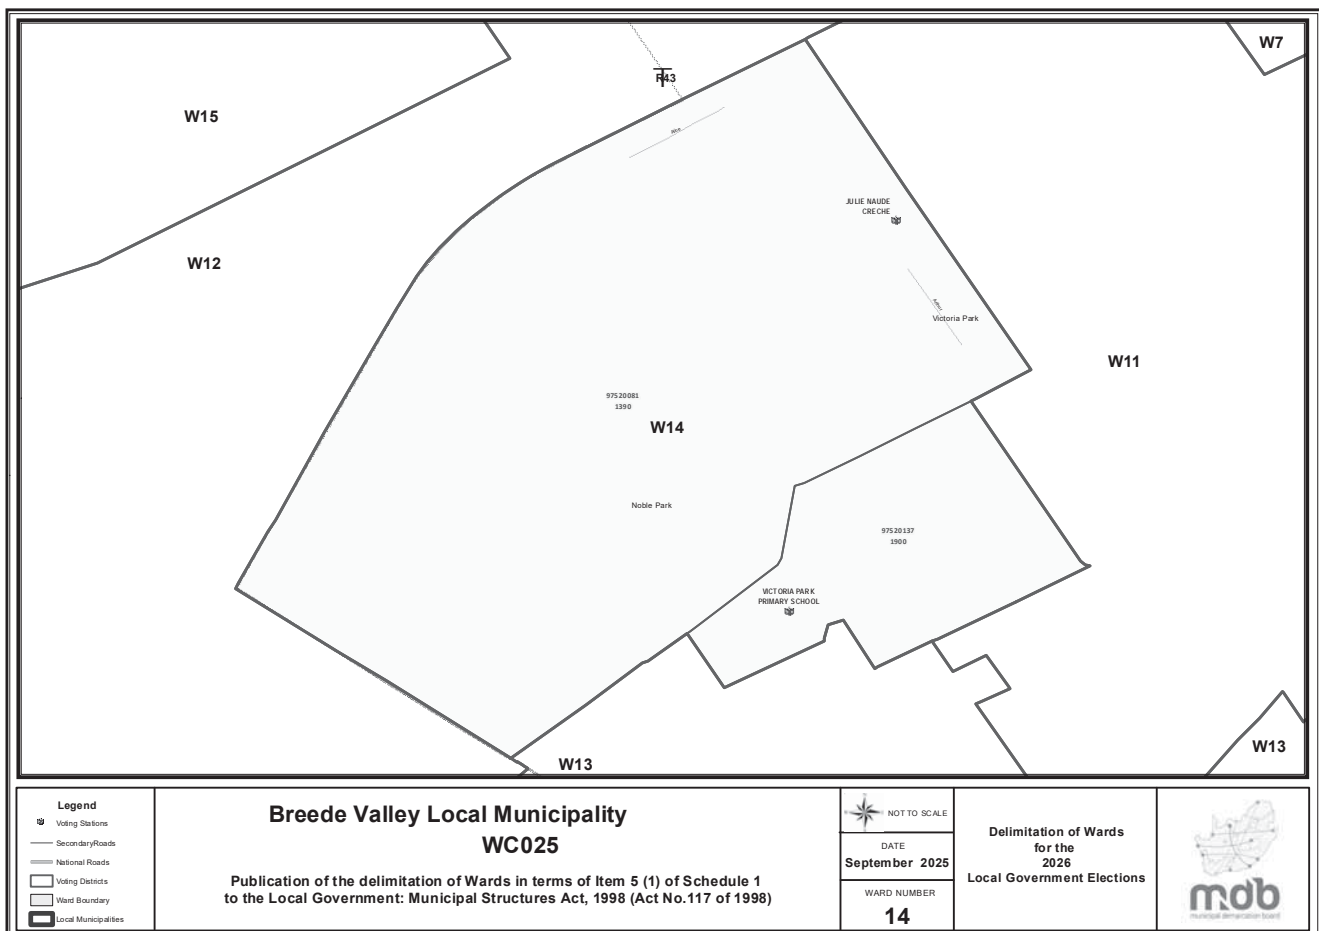 W7
R43
W15
Alice
JULIE NAUDE
CRECHE
W12
Victoria Park
W11
97520081
1390
W14
Noble Park
97520137
1900
VICTORIA PARK
PRIMARY SCHOOL
W13
W13
Legend
Voting Stations
SecondaryRoads
National Roads
Voting Districts
Ward Boundary
Local Municipalities
Breede Valley Local Municipality
WC025
Publication of the delimitation of Wards in terms of Item 5 (1) of Schedule 1
to the Local Government: Municipal Structures Act, 1998 (Act No.117 of 1998)
NOT TO SCALE
DATE
September 2025
WARD NUMBER
14
Delimitation of Wards
for the
2026
Local Government Elections
mdb
municipal demarcation board